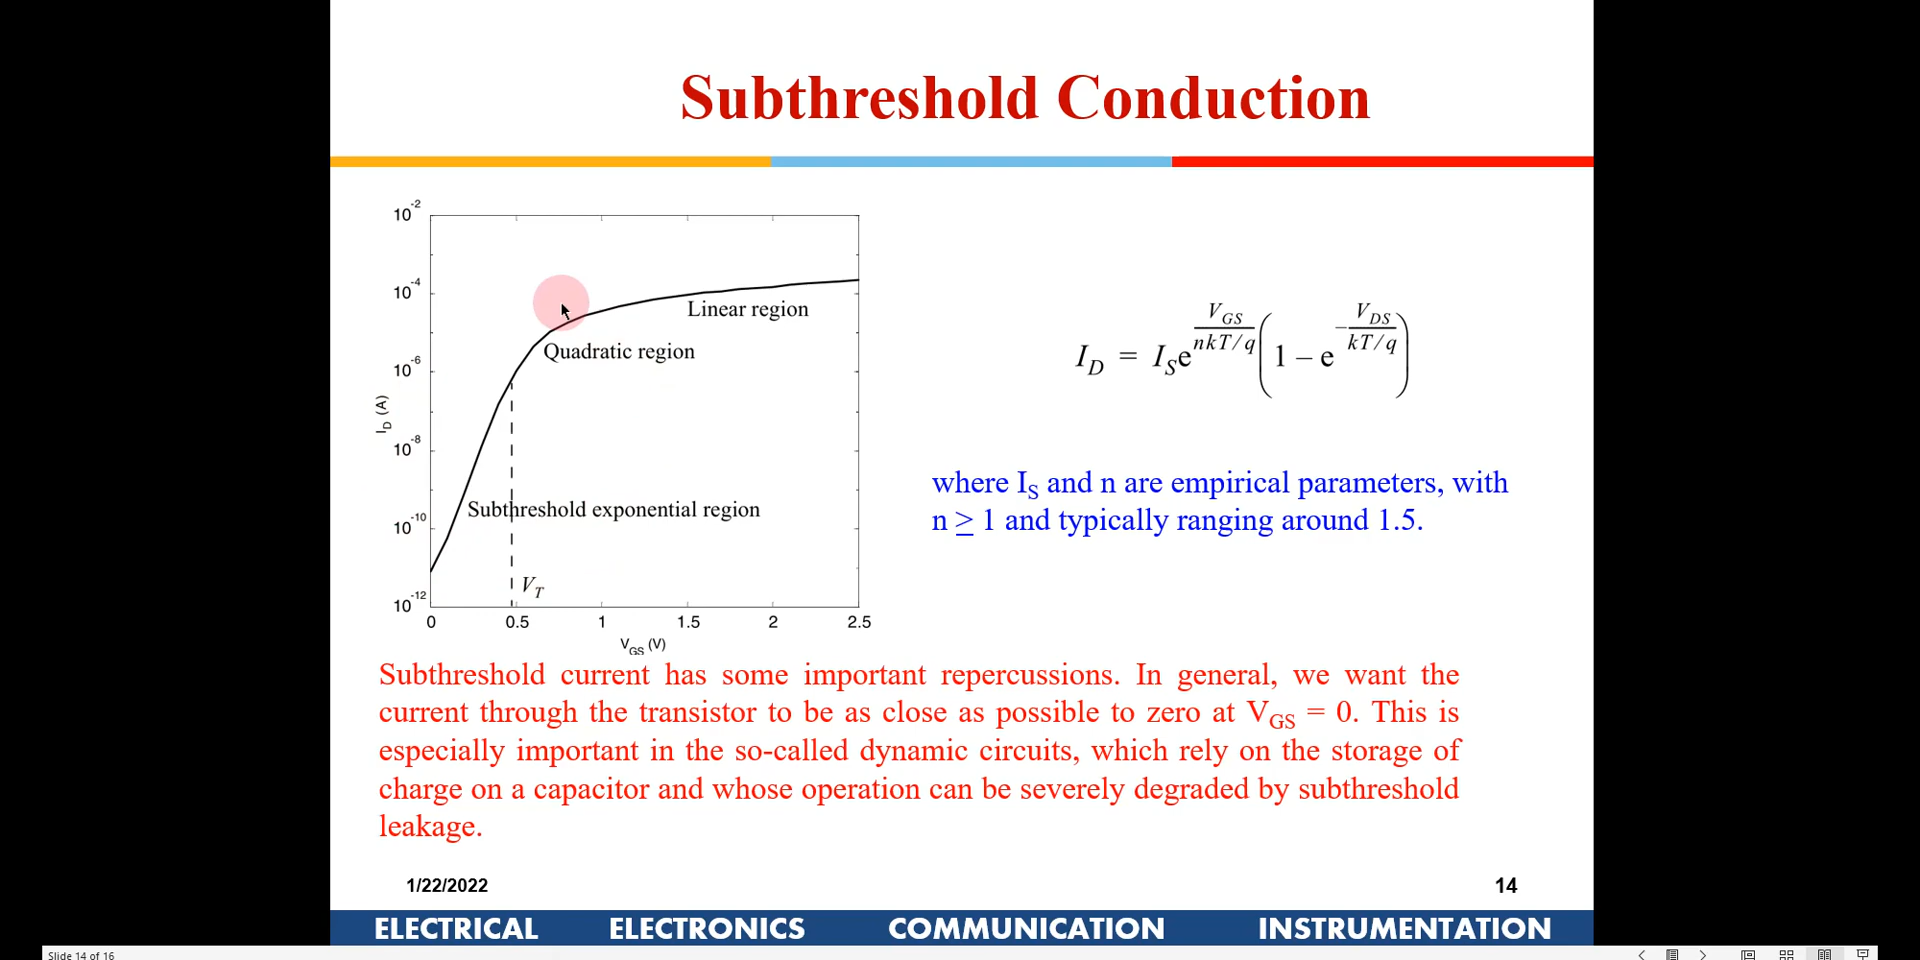 Subthreshold Conduction
10^-2
10^-4
10^-6
10^-8
10^-10
10^-12
I_D (A)
Linear region
Quadratic region
Subthreshold exponential region
V_T
0 0.5 1 1.5 2 2.5
V_GS (V)
I_D = I_S e^{V_GS / (nkT/q)} (1 – e^{–V_DS / (kT/q)})
where I_S and n are empirical parameters, with
n ≥ 1 and typically ranging around 1.5.
Subthreshold current has some important repercussions. In general, we want the
current through the transistor to be as close as possible to zero at V_GS = 0. This is
especially important in the so-called dynamic circuits, which rely on the storage of
charge on a capacitor and whose operation can be severely degraded by subthreshold
leakage.
1/22/2022 14
ELECTRICAL ELECTRONICS COMMUNICATION INSTRUMENTATION
Slide 14 of 16